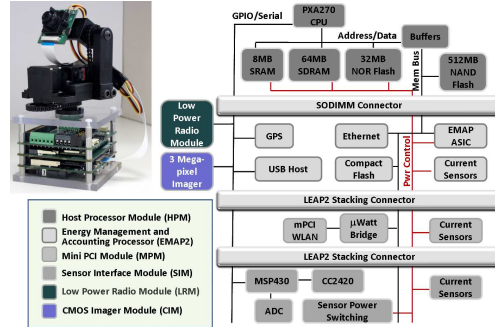 GPIO/Serial
PXA270
CPU
Address/Data
Buffers
8MB
SRAM
64MB
SDRAM
32MB
NOR Flash
Mem Bus
512MB
NAND
Flash
SODIMM Connector
Low
Power
Radio
Module
GPS
Ethernet
EMAP
ASIC
3 Mega-
pixel
Imager
USB Host
Compact
Flash
Pwr Control
Current
Sensors
LEAP2 Stacking Connector
mPCI
WLAN
μWatt
Bridge
Current
Sensors
LEAP2 Stacking Connector
MSP430
CC2420
ADC
Sensor Power
Switching
Current
Sensors
Host Processor Module (HPM)
Energy Management and
Accounting Processor (EMAP2)
Mini PCI Module (MPM)
Sensor Interface Module (SIM)
Low Power Radio Module (LRM)
CMOS Imager Module (CIM)